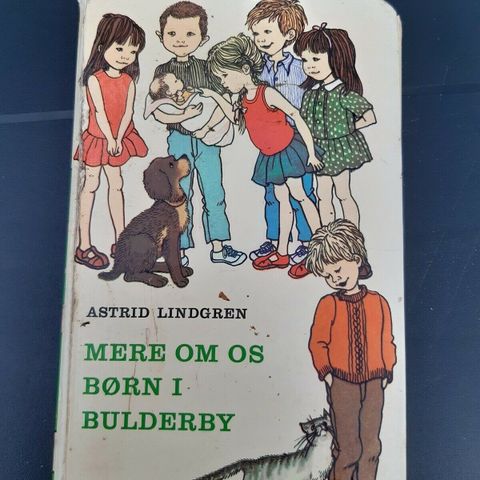 ASTRID LINDGREN
MERE OM OS
BØRN I
BULDERBY